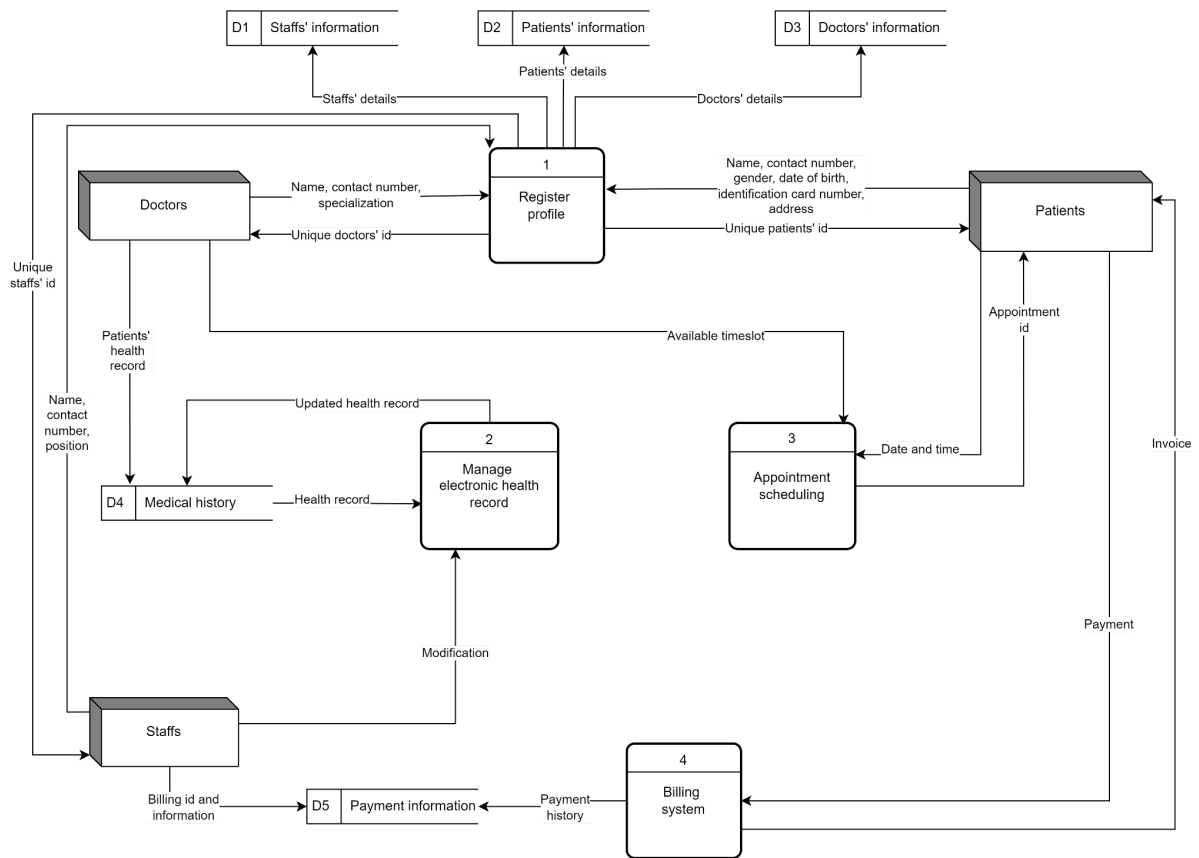 D1 Staffs' information
D2 Patients' information
D3 Doctors' information
Patients' details
Staffs' details
Doctors' details
1
Register
profile
Name, contact number,
specialization
Doctors
Unique doctors' id
Name, contact number,
gender, date of birth,
identification card number,
address
Unique patients' id
Patients
Unique
staffs' id
Patients'
health
record
Available timeslot
Appointment
id
Name,
contact
number,
position
Updated health record
2
Manage
electronic health
record
3
Appointment
scheduling
Date and time
Invoice
D4 Medical history
Health record
Modification
Payment
Staffs
4
Billing
system
Billing id and
information
D5 Payment information
Payment
history